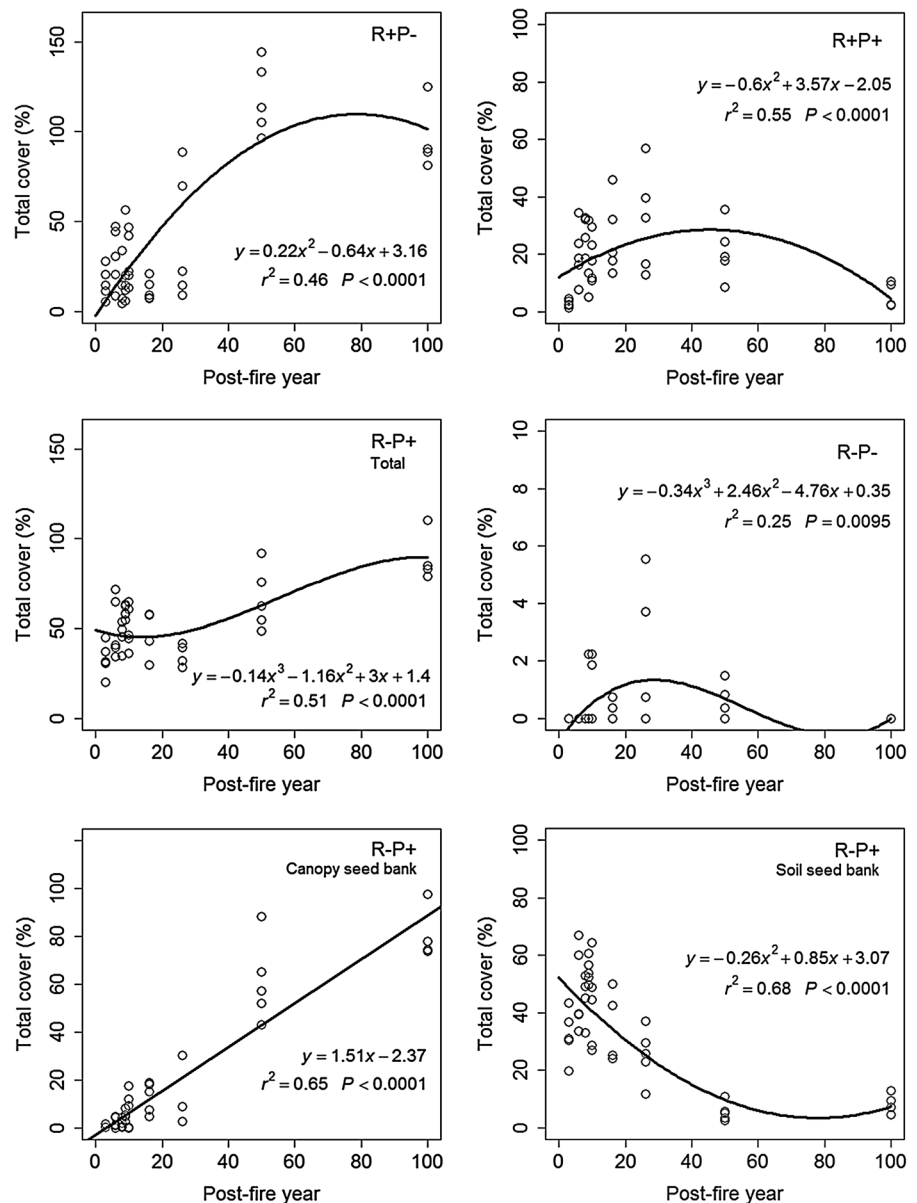 R+P-
y = 0.22x² − 0.64x + 3.16
r² = 0.46 P < 0.0001
Total cover (%)
0 50 100 150
0 20 40 60 80 100
Post-fire year
R+P+
y = −0.6x² + 3.57x − 2.05
r² = 0.55 P < 0.0001
Total cover (%)
0 20 40 60 80 100
0 20 40 60 80 100
Post-fire year
R-P+
Total
y = −0.14x³ − 1.16x² + 3x + 1.4
r² = 0.51 P < 0.0001
Total cover (%)
0 50 100 150
0 20 40 60 80 100
Post-fire year
R-P-
y = −0.34x³ + 2.46x² − 4.76x + 0.35
r² = 0.25 P = 0.0095
Total cover (%)
0 2 4 6 8 10
0 20 40 60 80 100
Post-fire year
R-P+
Canopy seed bank
y = 1.51x − 2.37
r² = 0.65 P < 0.0001
Total cover (%)
0 20 40 60 80 100
0 20 40 60 80 100
Post-fire year
R-P+
Soil seed bank
y = −0.26x² + 0.85x + 3.07
r² = 0.68 P < 0.0001
Total cover (%)
0 20 40 60 80 100
0 20 40 60 80 100
Post-fire year